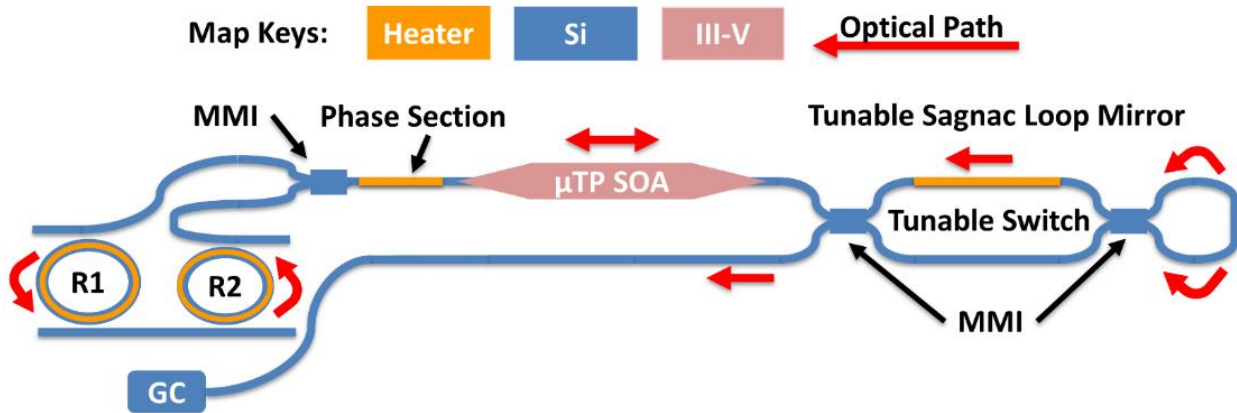 Map Keys: Heater Si III-V Optical Path
MMI Phase Section Tunable Sagnac Loop Mirror
μTP SOA
Tunable Switch
R1 R2
MMI
GC